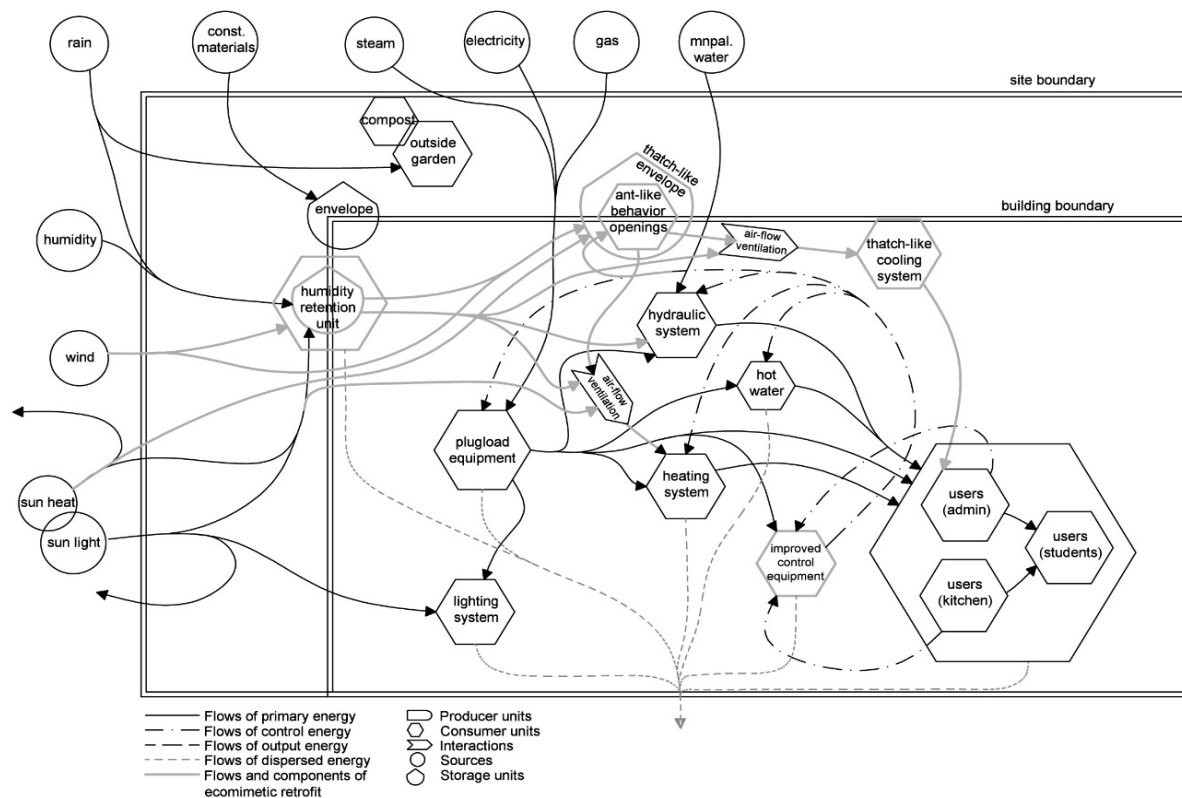 rain
const.
materials
steam
electricity
gas
mnpal.
water
site boundary
compost
outside
garden
thatch-like
envelope
envelope
ant-like
behavior
openings
building boundary
humidity
air-flow
ventilation
thatch-like
cooling
system
humidity
retention
unit
hydraulic
system
wind
hot
water
air-flow
ventilation
plugload
equipment
heating
system
sun heat
users
(admin)
sun light
users
(students)
improved
control
equipment
users
(kitchen)
lighting
system
Flows of primary energy
Flows of control energy
Flows of output energy
Flows of dispersed energy
Flows and components of
ecomimetic retrofit
Producer units
Consumer units
Interactions
Sources
Storage units